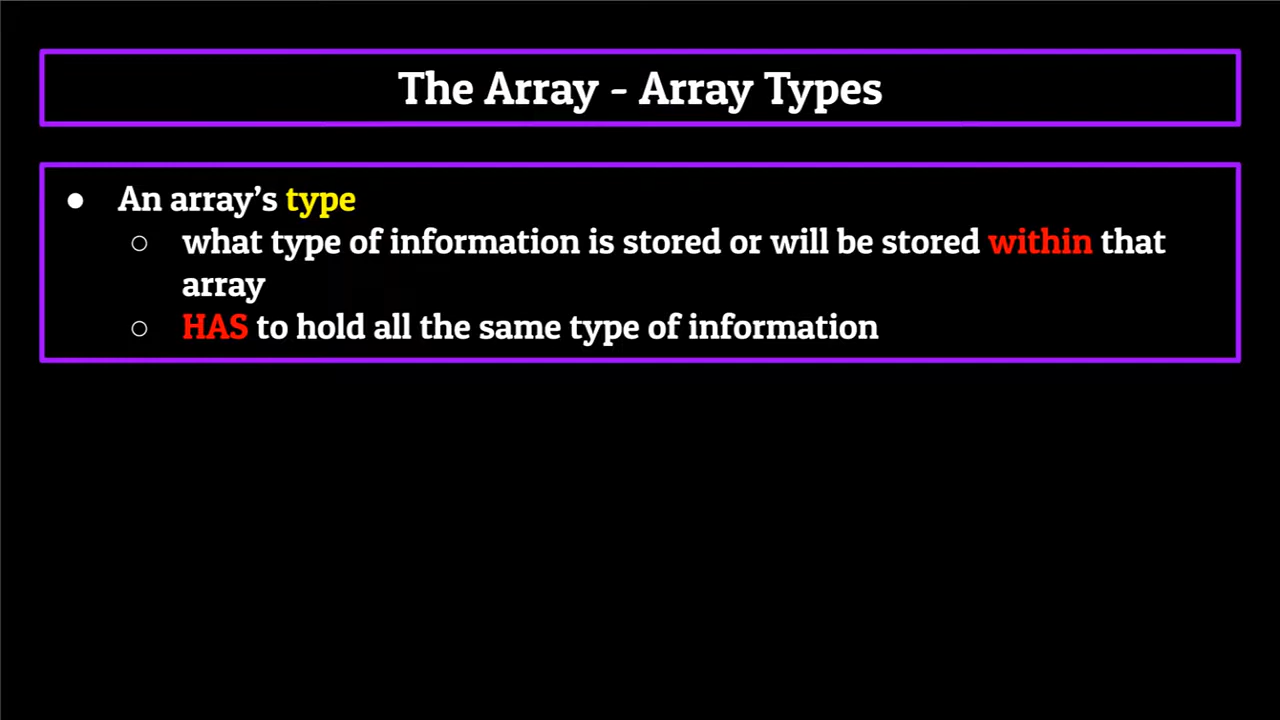 The Array - Array Types
● An array’s type
○ what type of information is stored or will be stored within that
array
○ HAS to hold all the same type of information